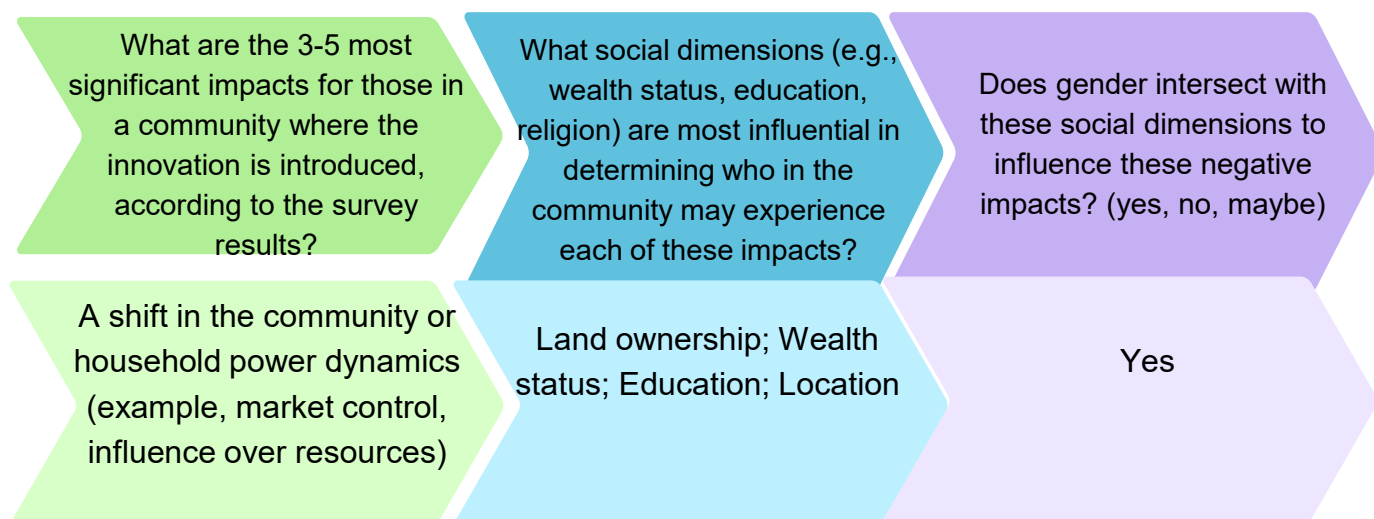 What are the 3-5 most
significant impacts for those in
a community where the
innovation is introduced,
according to the survey
results?
What social dimensions (e.g.,
wealth status, education,
religion) are most influential in
determining who in the
community may experience
each of these impacts?
Does gender intersect with
these social dimensions to
influence these negative
impacts? (yes, no, maybe)
A shift in the community or
household power dynamics
(example, market control,
influence over resources)
Land ownership; Wealth
status; Education; Location
Yes